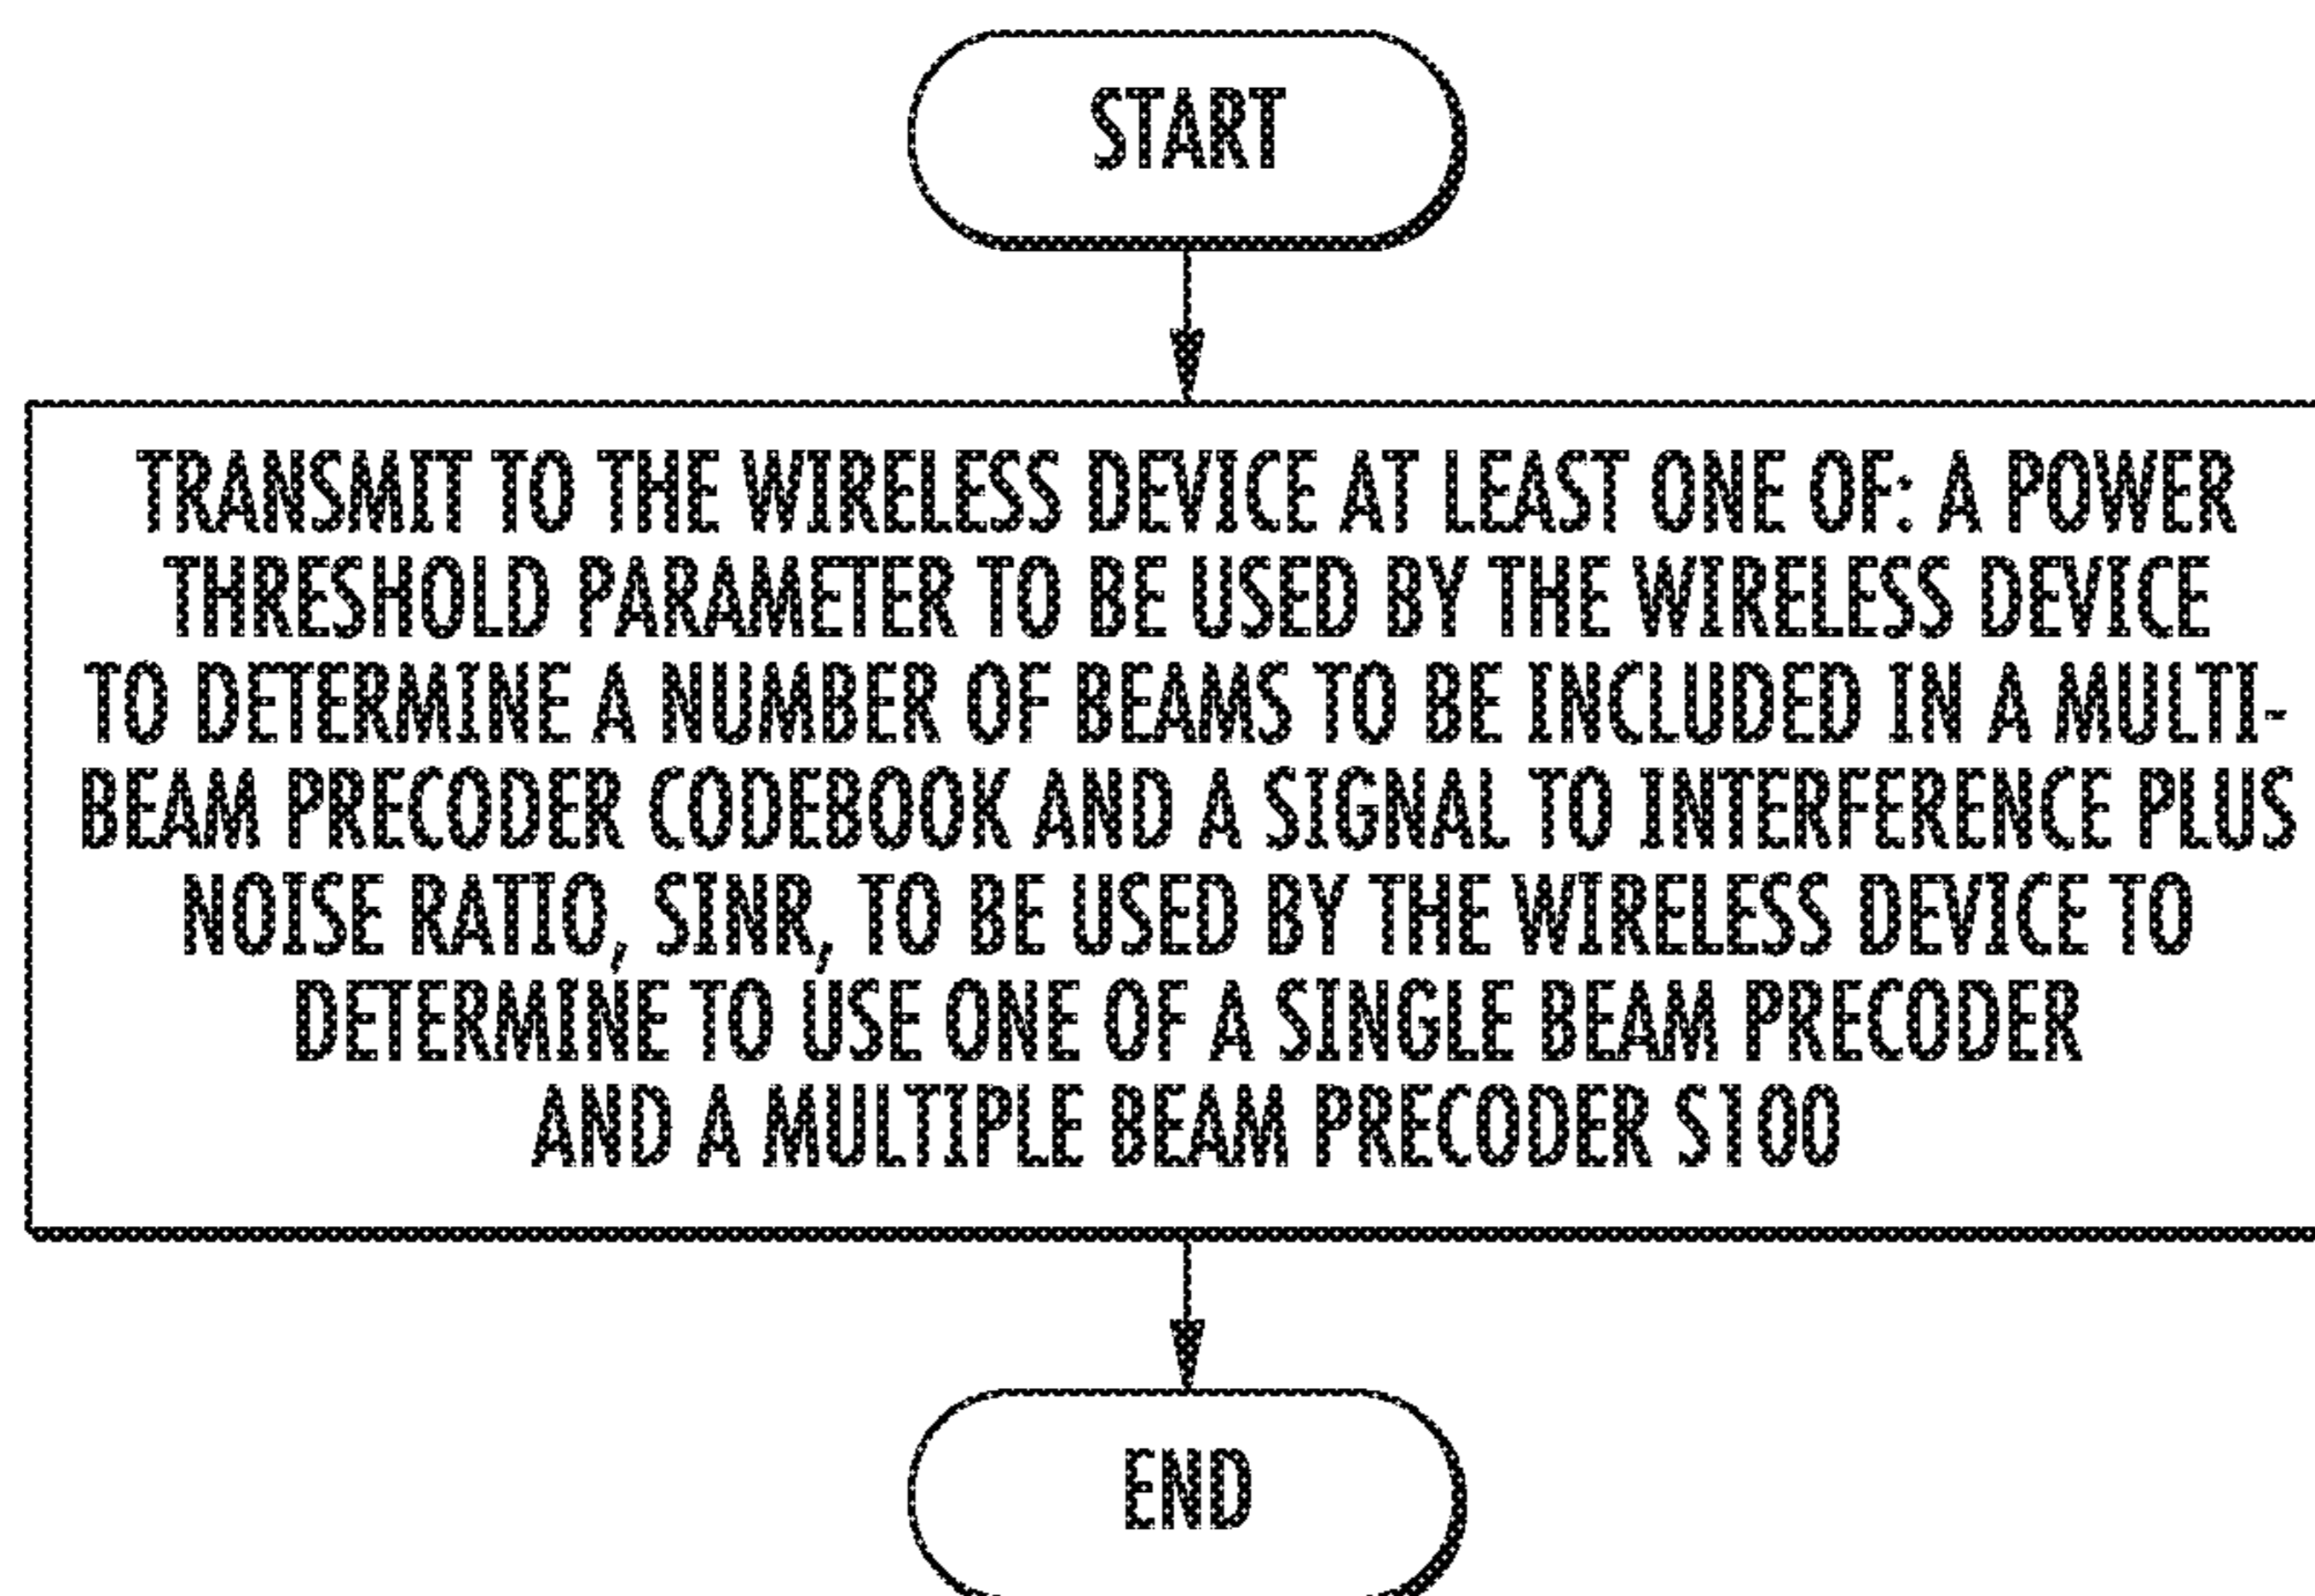 START
TRANSMIT TO THE WIRELESS DEVICE AT LEAST ONE OF: A POWER
THRESHOLD PARAMETER TO BE USED BY THE WIRELESS DEVICE
TO DETERMINE A NUMBER OF BEAMS TO BE INCLUDED IN A MULTI-
BEAM PRECODER CODEBOOK AND A SIGNAL TO INTERFERENCE PLUS
NOISE RATIO, SINR, TO BE USED BY THE WIRELESS DEVICE TO
DETERMINE TO USE ONE OF A SINGLE BEAM PRECODER
AND A MULTIPLE BEAM PRECODER S100
END